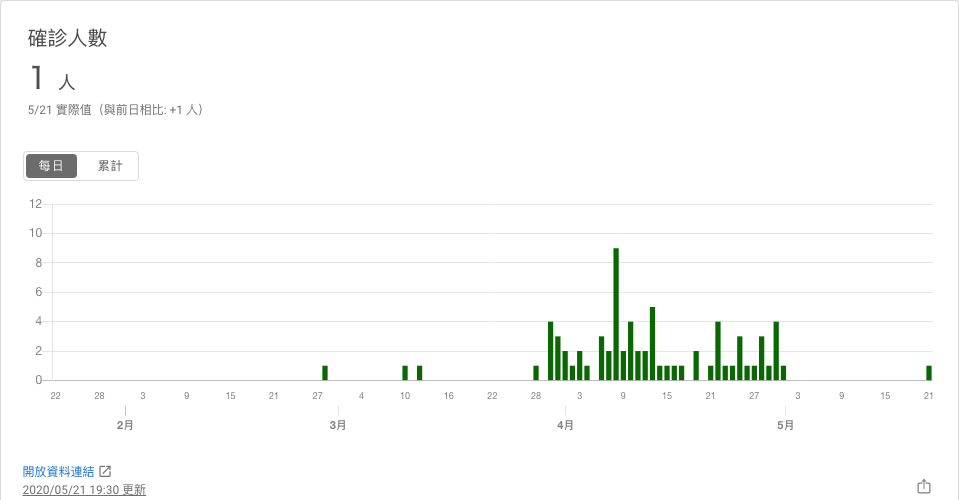 確診人數
1 人
5/21 實際值（與前日相比: +1 人）
每日 累計
12
10
8
6
4
2
0
22 28 3 9 15 21 27 4 10 16 22 28 3 9 15 21 27 3 9 15 21
2月 3月 4月 5月
開放資料連結
2020/05/21 19:30 更新